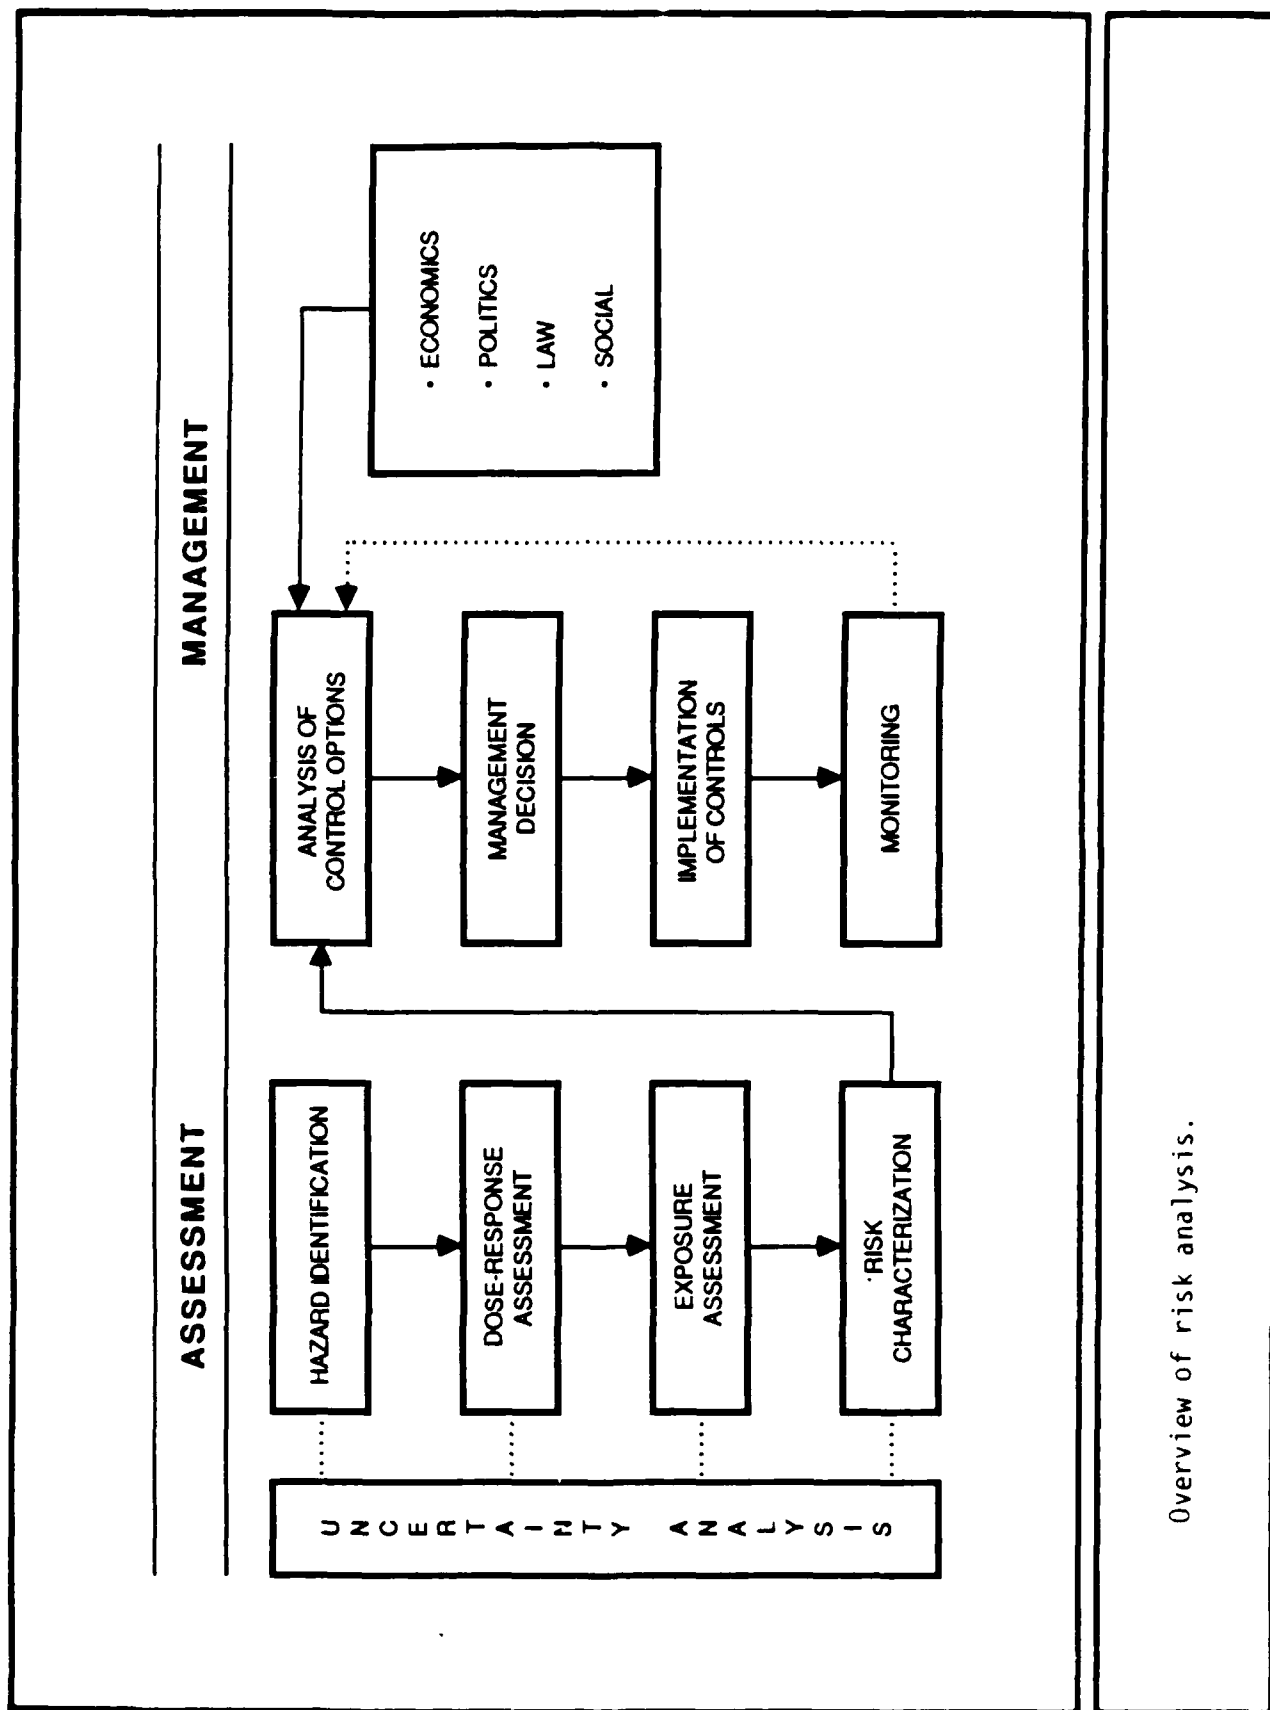 ASSESSMENT
MANAGEMENT
UNCERTAINTY ANALYSIS
HAZARD IDENTIFICATION
DOSE-RESPONSE
ASSESSMENT
EXPOSURE
ASSESSMENT
RISK
CHARACTERIZATION
ANALYSIS OF
CONTROL OPTIONS
MANAGEMENT
DECISION
IMPLEMENTATION
OF CONTROLS
MONITORING
· ECONOMICS
· POLITICS
· LAW
· SOCIAL
Overview of risk analysis.